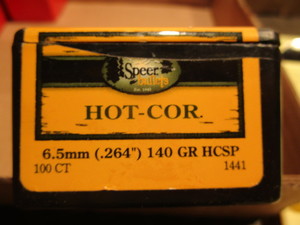 Speer
HOT-COR.
6.5mm (.264") 140 GR HCSP
100 CT 1441